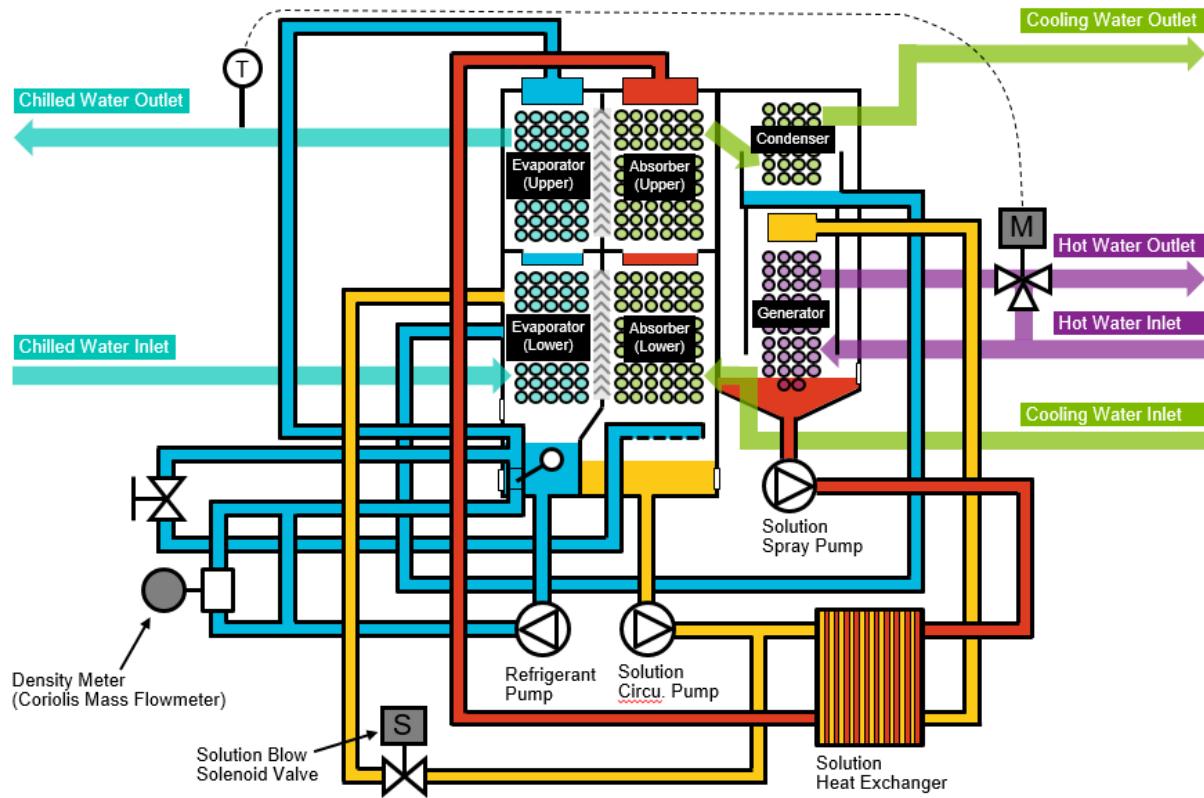 Cooling Water Outlet
T
Chilled Water Outlet
Condenser
Evaporator
(Upper)
Absorber
(Upper)
M
Hot Water Outlet
Generator
Hot Water Inlet
Evaporator
(Lower)
Absorber
(Lower)
Chilled Water Inlet
Cooling Water Inlet
Solution
Spray Pump
Density Meter
(Coriolis Mass Flowmeter)
Refrigerant
Pump
Solution
Circu. Pump
S
Solution Blow
Solenoid Valve
Solution
Heat Exchanger